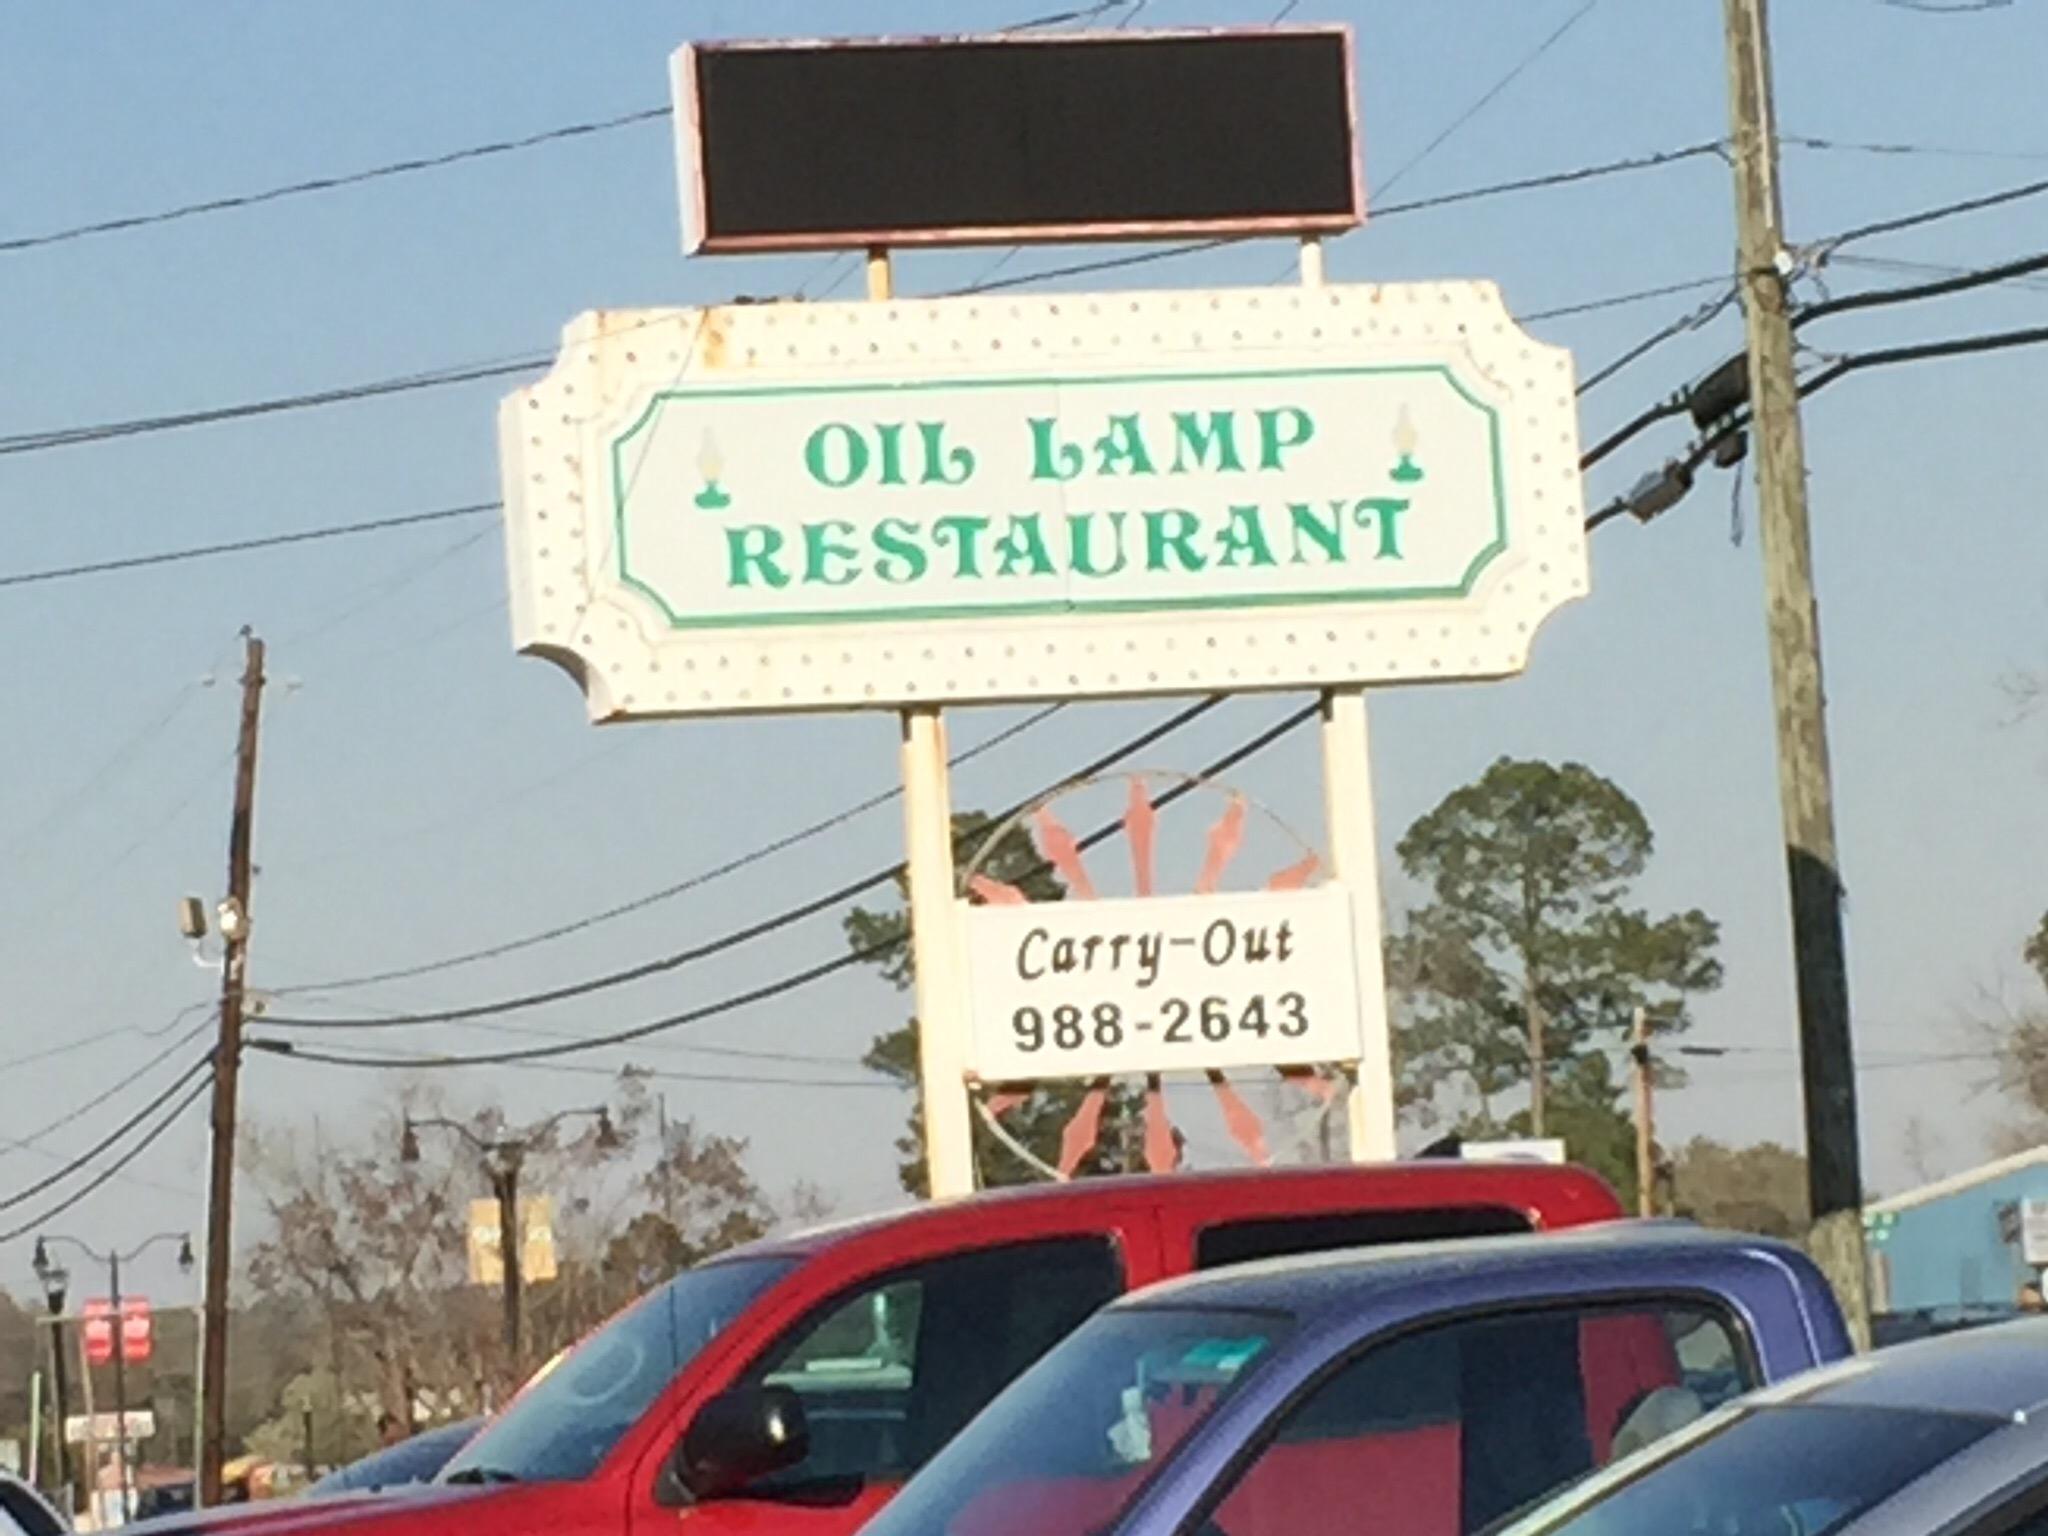 OIL LAMP
RESTAURANT
Carry-Out
988-2643